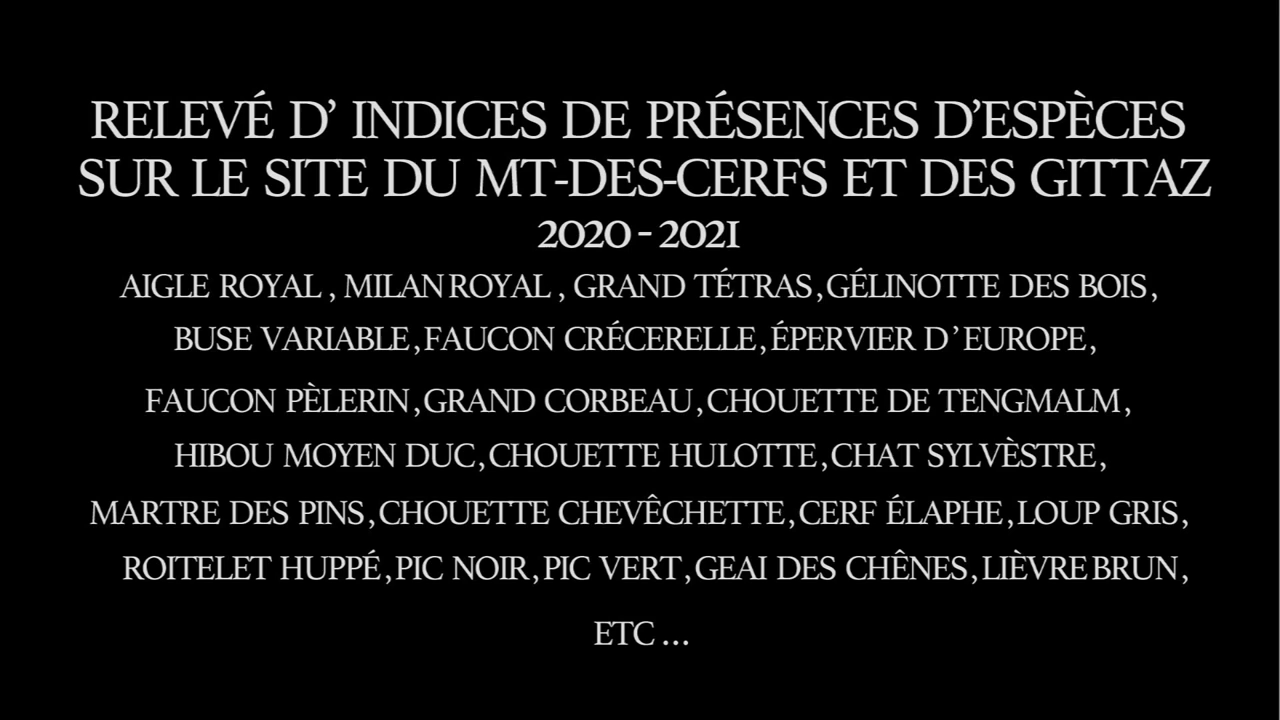 RELEVÉ D' INDICES DE PRÉSENCES D'ESPÈCES
SUR LE SITE DU MT-DES-CERFS ET DES GITTAZ
2020 - 2021
AIGLE ROYAL , MILAN ROYAL , GRAND TÉTRAS, GÉLINOTTE DES BOIS,
BUSE VARIABLE, FAUCON CRÉCERELLE, ÉPERVIER D ' EUROPE,
FAUCON PÈLERIN, GRAND CORBEAU, CHOUETTE DE TENGMALM,
HIBOU MOYEN DUC, CHOUETTE HULOTTE, CHAT SYLVÈSTRE,
MARTRE DES PINS, CHOUETTE CHEVÊCHETTE, CERF ÉLAPHE, LOUP GRIS,
ROITELET HUPPÉ, PIC NOIR, PIC VERT, GEAI DES CHÊNES, LIÈVRE BRUN,
ETC ...